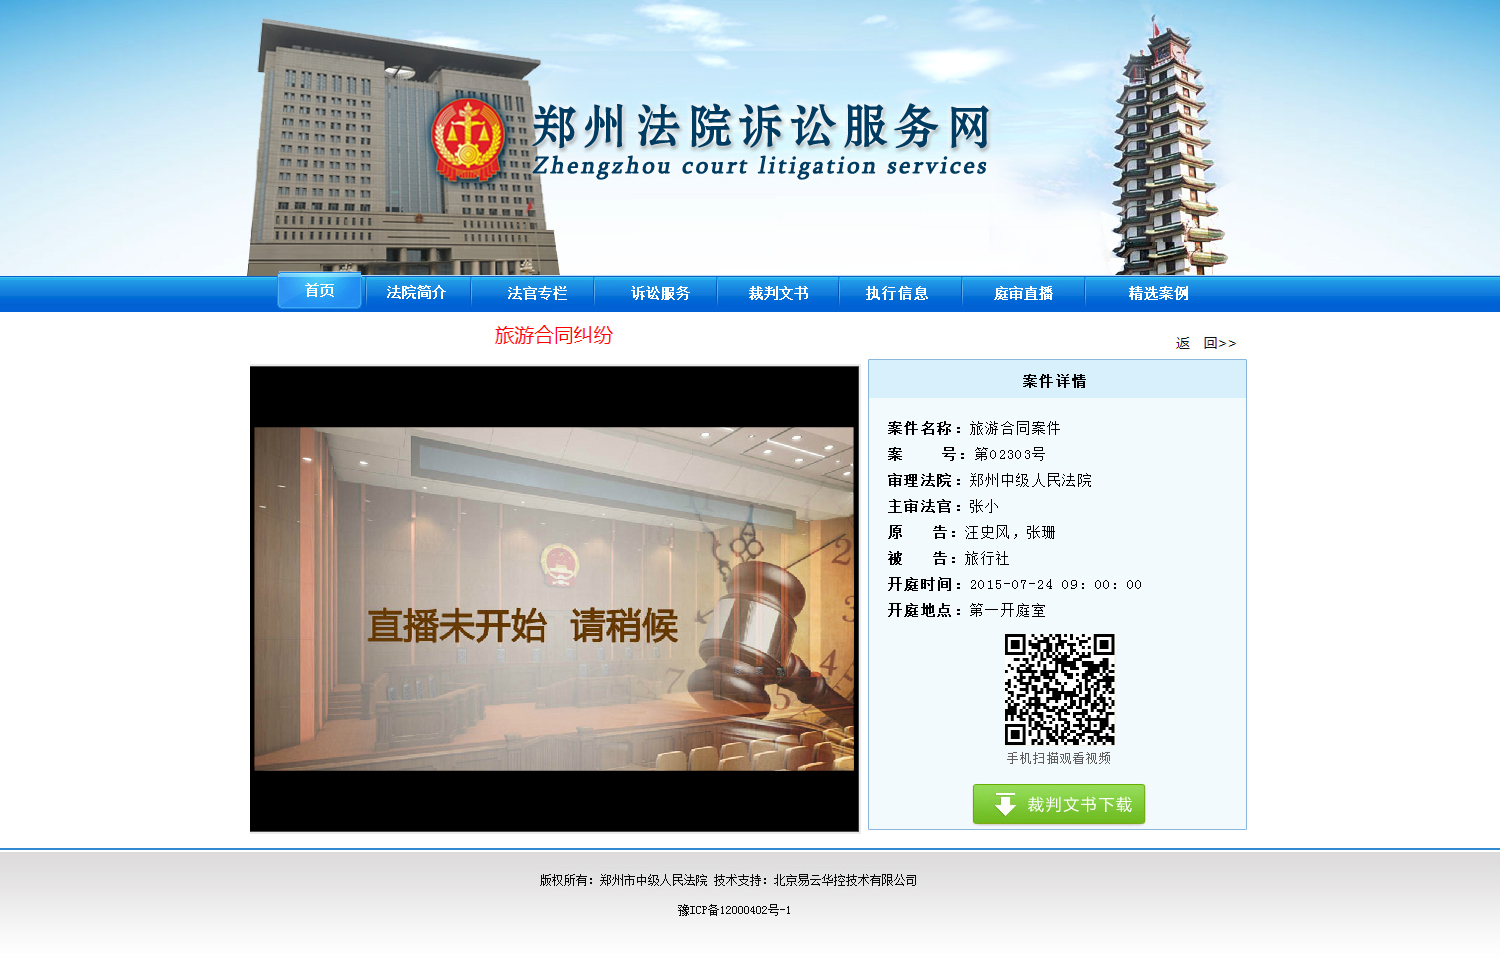 郑州法院诉讼服务网
Zhengzhou court litigation services
首页 法院简介 法官专栏 诉讼服务 裁判文书 执行信息 庭审直播 精选案例
旅游合同纠纷
返 回>>
直播未开始 请稍候
案件详情
案件名称：旅游合同案件
案 号：第02303号
审理法院：郑州中级人民法院
主审法官：张小
原 告：汪史风，张珊
被 告：旅行社
开庭时间：2015-07-24 09：00：00
开庭地点：第一开庭室
手机扫描观看视频
裁判文书下载
版权所有：郑州市中级人民法院 技术支持：北京易云华控技术有限公司
豫ICP备12000402号-1